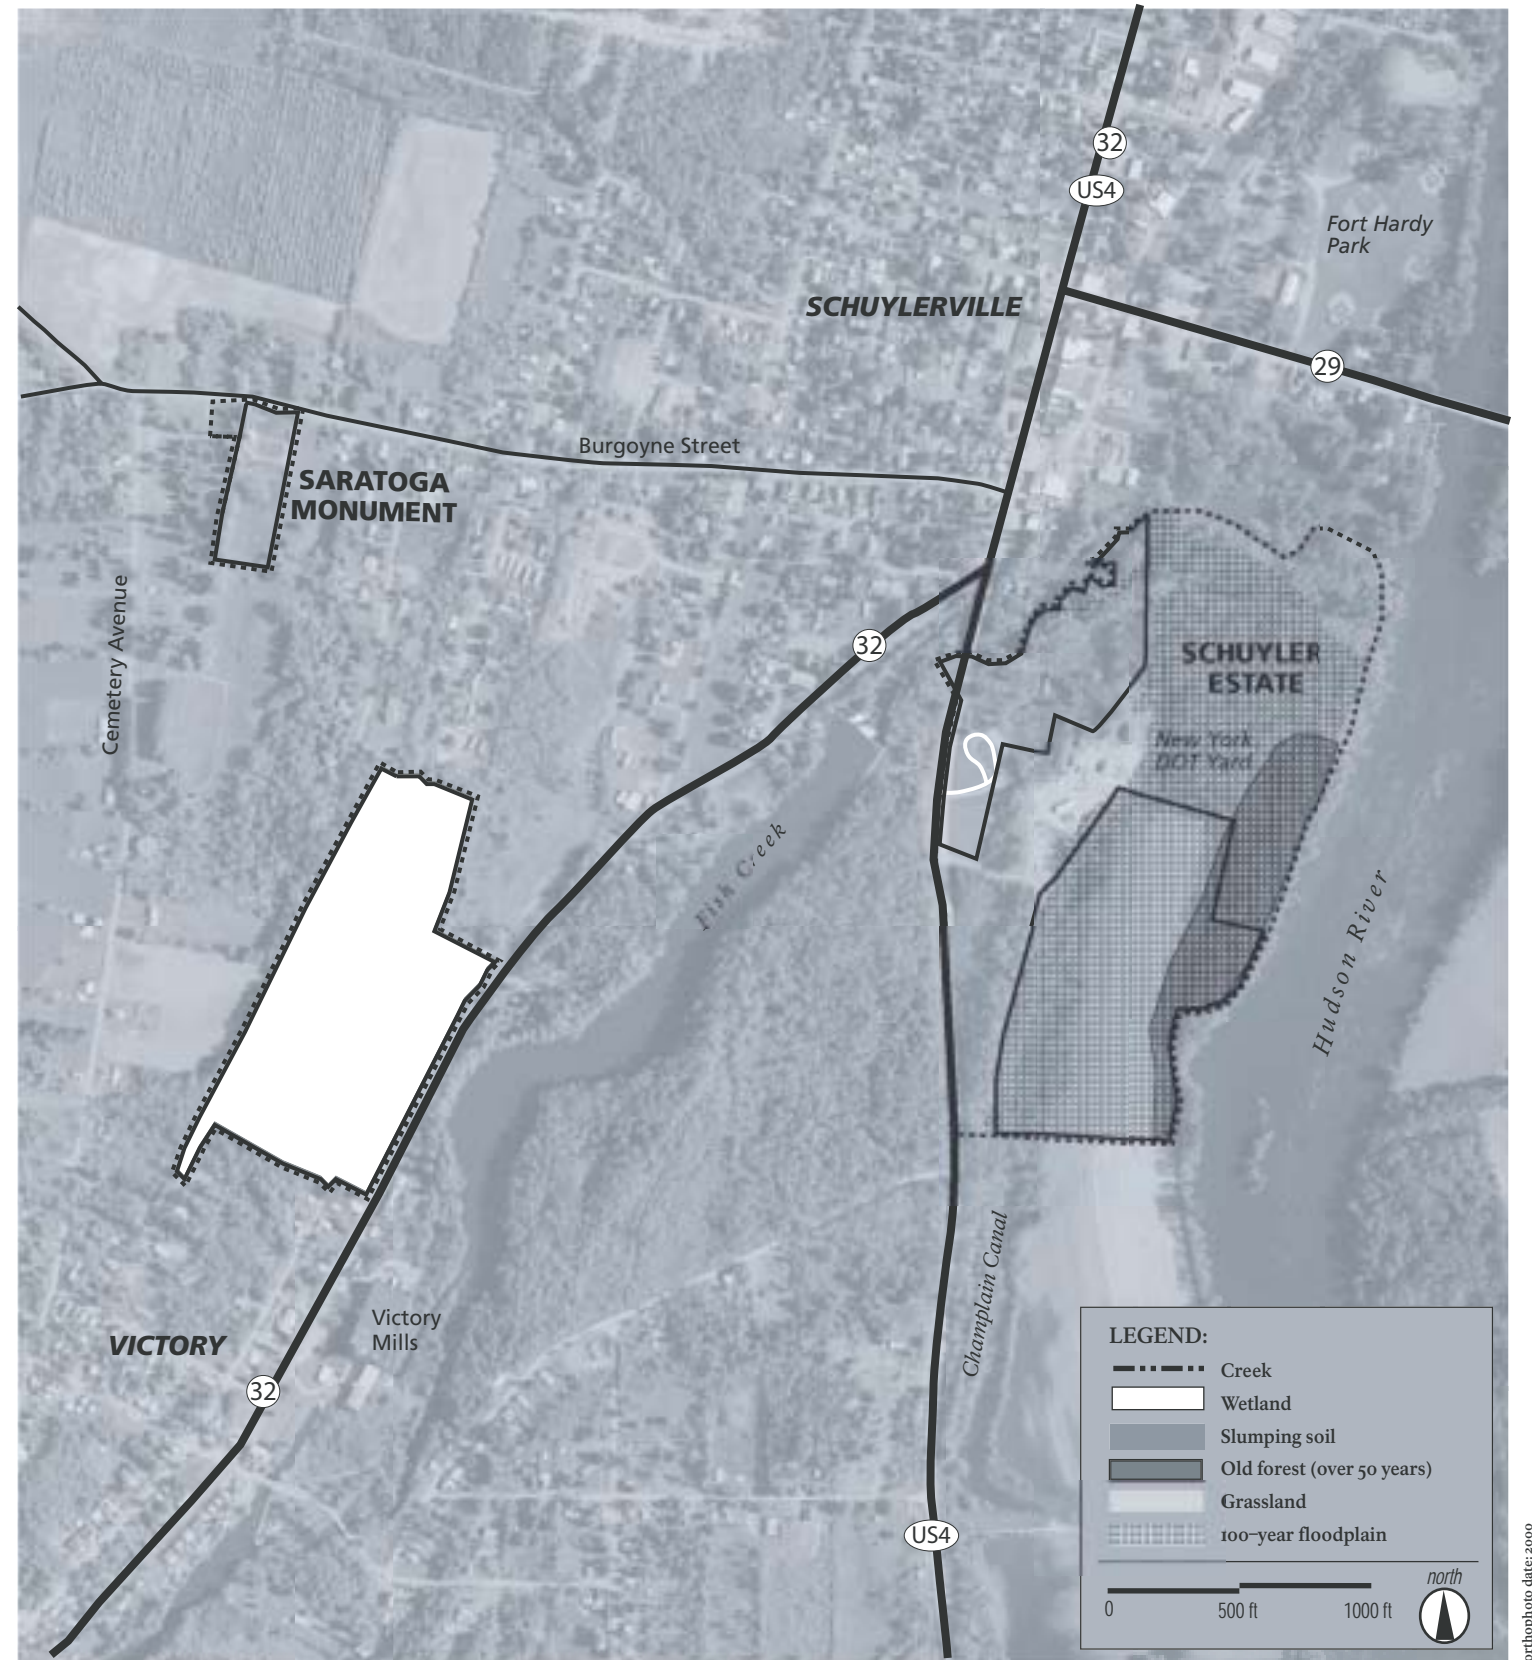 32
US4
Fort Hardy
Park
SCHUYLERVILLE
29
Burgoyne Street
SARATOGA
MONUMENT
Cemetery Avenue
32
SCHUYLER
ESTATE
New York
DOT Yard
Fish Creek
Hudson River
Champlain Canal
Victory
Mills
VICTORY
32
US4
LEGEND:
Creek
Wetland
Slumping soil
Old forest (over 50 years)
Grassland
100-year floodplain
0 500 ft 1000 ft
north
orthophoto date: 2000